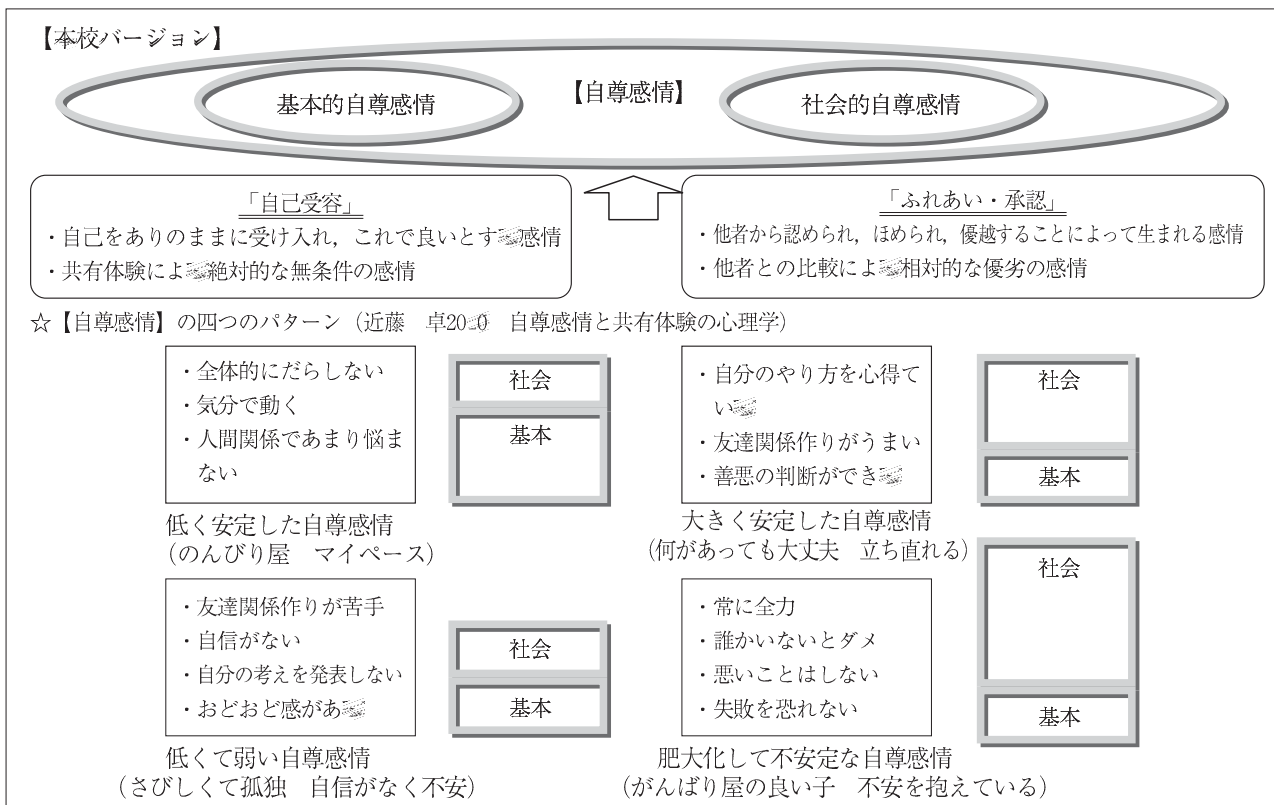 【本校バージョン】
基本的自尊感情
【自尊感情】
社会的自尊感情
「自己受容」
・自己をありのままに受け入れ，これで良いとす感情
・共有体験によ絶対的な無条件の感情
「ふれあい・承認」
・他者から認められ，ほめられ，優越することによって生まれる感情
・他者との比較によ相対的な優劣の感情
☆【自尊感情】の四つのパターン（近藤　卓　自尊感情と共有体験の心理学）
・全体的にだらしない
・気分で動く
・人間関係であまり悩ま
ない
社会
基本
低く安定した自尊感情
（のんびり屋　マイペース）
・自分のやり方を心得て
い
・友達関係作りがうまい
・善悪の判断ができ
社会
基本
大きく安定した自尊感情
（何があっても大丈夫　立ち直れる）
・友達関係作りが苦手
・自信がない
・自分の考えを発表しない
・おどおど感があ
社会
基本
低くて弱い自尊感情
（さびしくて孤独　自信がなく不安）
・常に全力
・誰かいないとダメ
・悪いことはしない
・失敗を恐れない
社会
基本
肥大化して不安定な自尊感情
（がんばり屋の良い子　不安を抱えている）